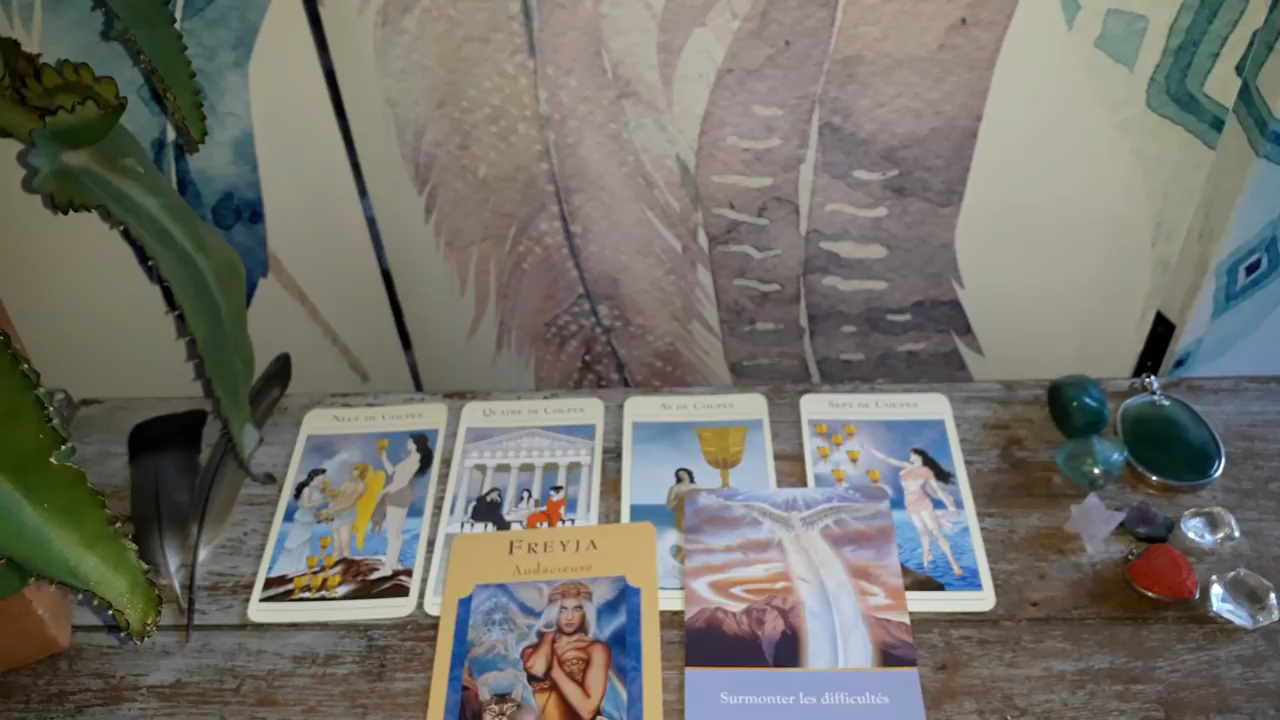 NEUF DE COUPES
QUATRE DE COUPES
AS DE COUPES
SEPT DE COUPES
FREYJA
Audacieuse
Surmonter les difficultés